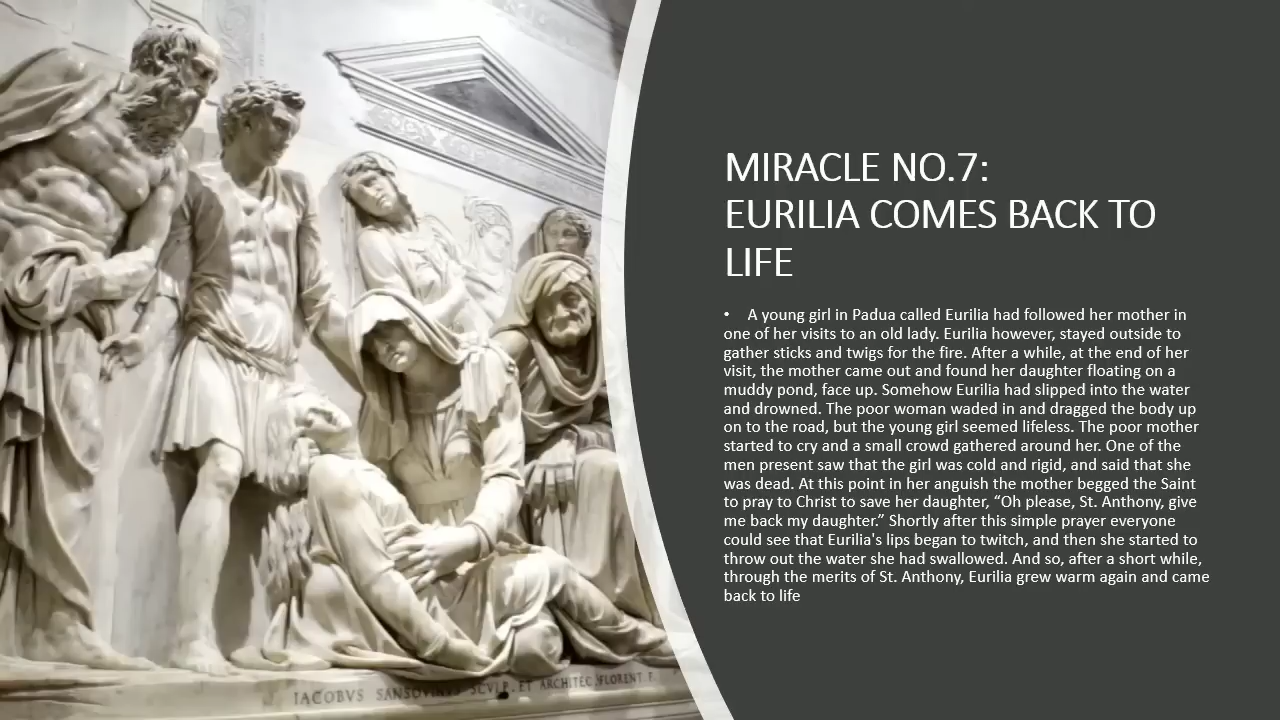 MIRACLE NO.7:
EURILIA COMES BACK TO
LIFE
• A young girl in Padua called Eurilia had followed her mother in
one of her visits to an old lady. Eurilia however, stayed outside to
gather sticks and twigs for the fire. After a while, at the end of her
visit, the mother came out and found her daughter floating on a
muddy pond, face up. Somehow Eurilia had slipped into the water
and drowned. The poor woman waded in and dragged the body up
on to the road, but the young girl seemed lifeless. The poor mother
started to cry and a small crowd gathered around her. One of the
men present saw that the girl was cold and rigid, and said that she
was dead. At this point in her anguish the mother begged the Saint
to pray to Christ to save her daughter, “Oh please, St. Anthony, give
me back my daughter.” Shortly after this simple prayer everyone
could see that Eurilia's lips began to twitch, and then she started to
throw out the water she had swallowed. And so, after a short while,
through the merits of St. Anthony, Eurilia grew warm again and came
back to life
IACOBVS SANSOVINVS SCVLP. ET ARCHITEC. FLORENT. F.